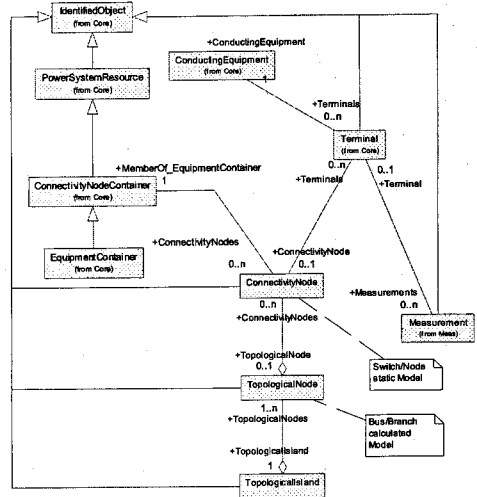 IdentifiedObject
(from Core)
+ConductingEquipment
ConductingEquipment
(from Core)
1
PowerSystemResource
(from Core)
+Terminals
0..n
Terminal
(from Core)
0..n
0..1
+Terminals
+Terminal
+MemberOf_EquipmentContainer
1
ConnectivityNodeContainer
(from Core)
+ConnectivityNodes
+ConnectivityNode
EquipmentContainer
(from Core)
0..n
0..1
ConnectivityNode
+Measurements
0..n
0..n
+ConnectivityNodes
Measurement
(from Meas)
+TopologicalNode
0..1
Switch/Node
static Model
TopologicalNode
1..n
+TopologicalNodes
Bus/Branch
calculated
Model
+TopologicalIsland
1
TopologicalIsland